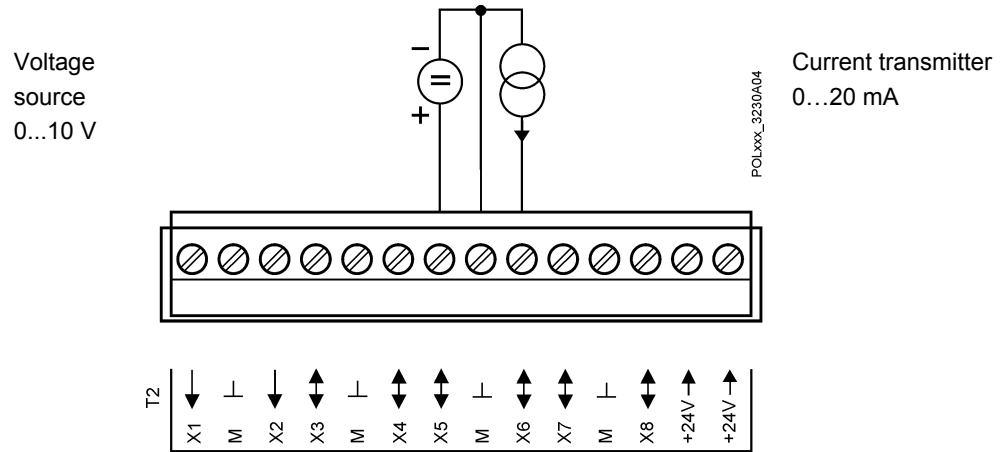 Voltage
source
0...10 V
−
+
Current transmitter
0…20 mA
POLxxx_3230A04
T2
X1 M X2 X3 M X4 X5 M X6 X7 M X8 +24V +24V